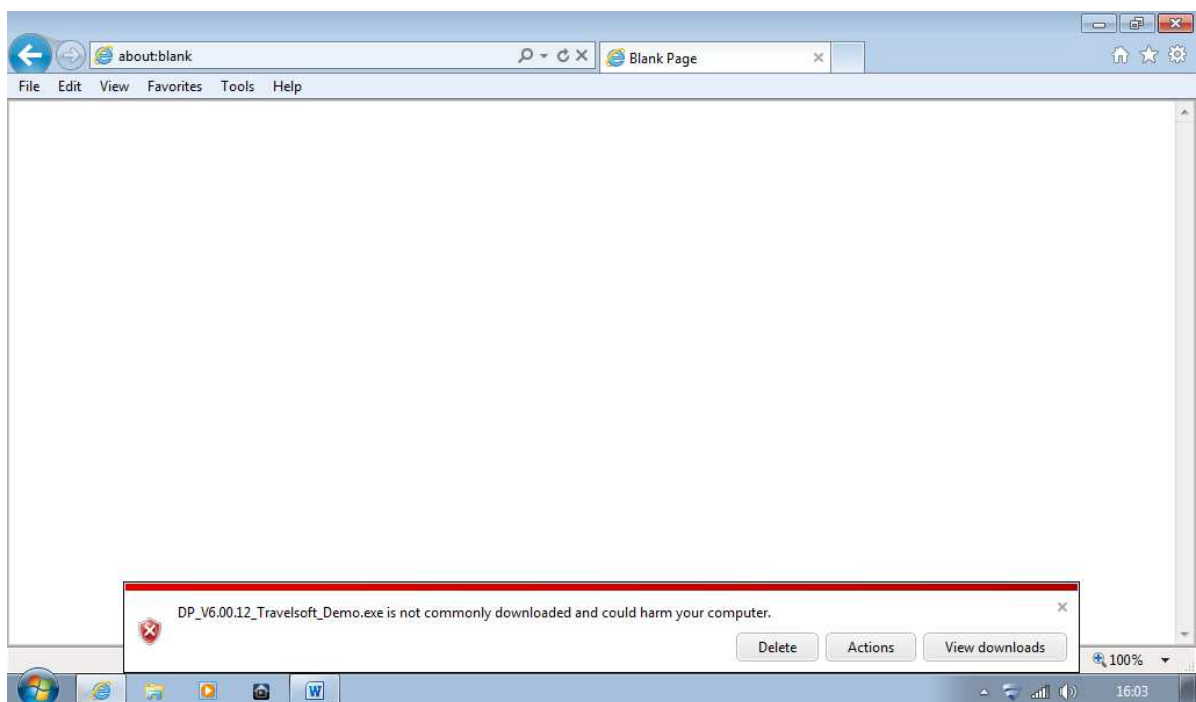 about:blank
Blank Page
File Edit View Favorites Tools Help
DP_V6.00.12_Travelsoft_Demo.exe is not commonly downloaded and could harm your computer.
Delete Actions View downloads
100%
W 16:03